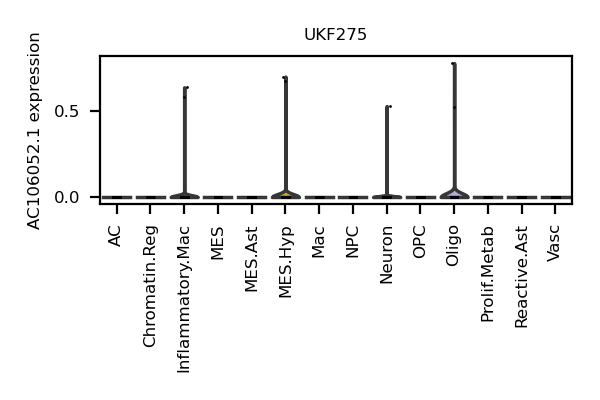 UKF275
AC106052.1 expression
0.5
0.0
AC
Chromatin.Reg
Inflammatory.Mac
MES
MES.Ast
MES.Hyp
Mac
NPC
Neuron
OPC
Oligo
Prolif.Metab
Reactive.Ast
Vasc